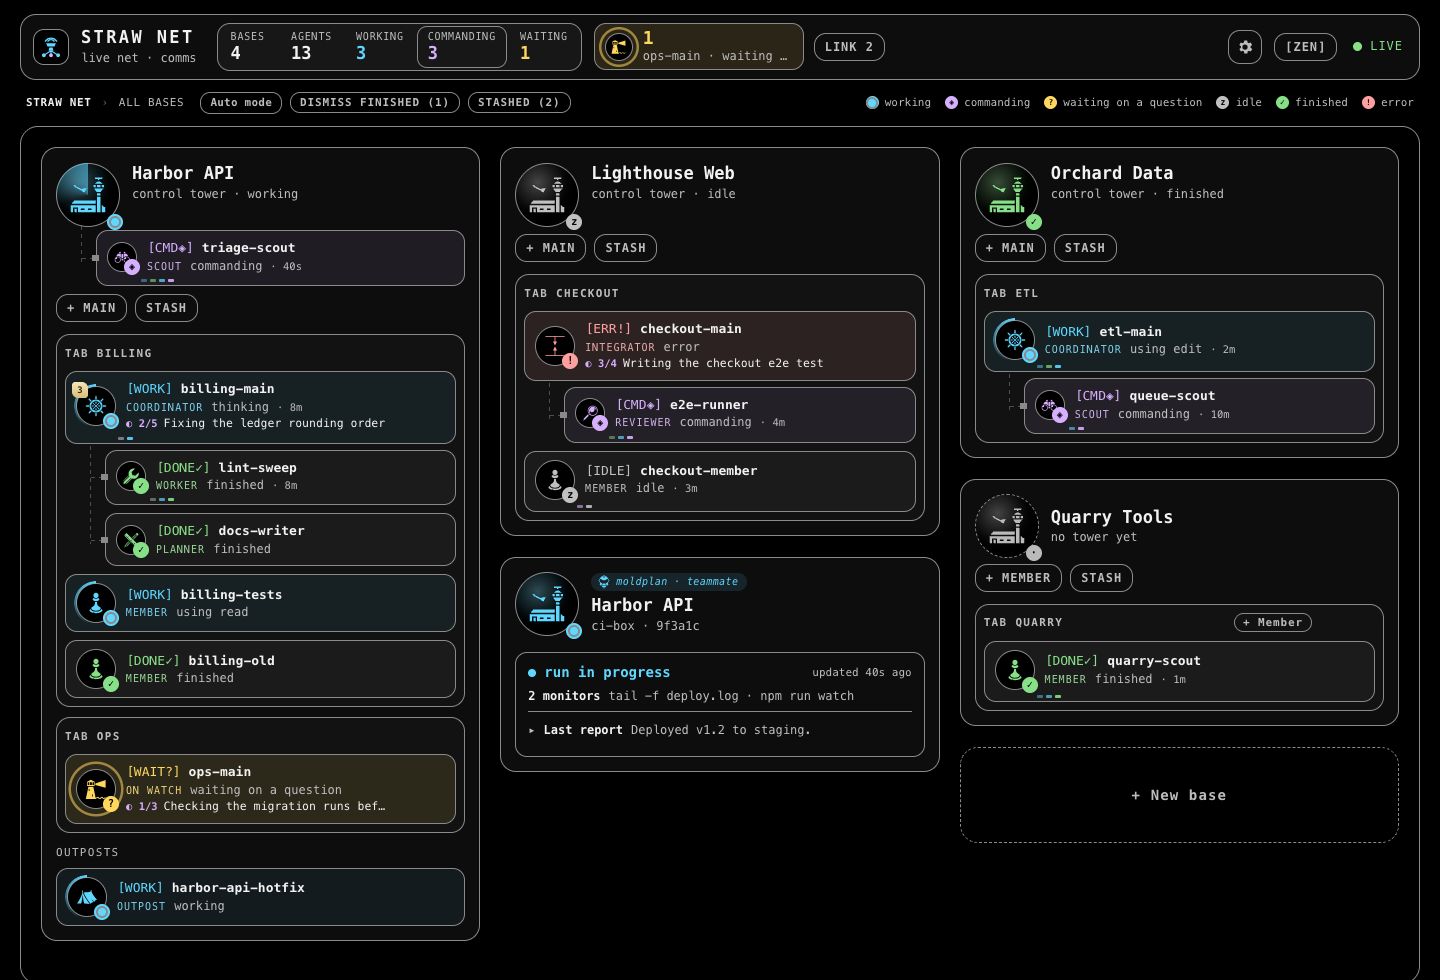 STRAW NET
live net · comms
BASES
4
AGENTS
13
WORKING
3
COMMANDING
3
WAITING
1
1
ops-main · waiting …
LINK 2
[ZEN]
LIVE
STRAW NET › ALL BASES
Auto mode
DISMISS FINISHED (1)
STASHED (2)
working
commanding
? waiting on a question
z idle
✓ finished
! error
Harbor API
control tower · working
[CMD◈] triage-scout
SCOUT commanding · 40s
+ MAIN
STASH
TAB BILLING
3
[WORK] billing-main
COORDINATOR thinking · 8m
◐ 2/5 Fixing the ledger rounding order
[DONE✓] lint-sweep
WORKER finished · 8m
[DONE✓] docs-writer
PLANNER finished
[WORK] billing-tests
MEMBER using read
[DONE✓] billing-old
MEMBER finished
TAB OPS
[WAIT?] ops-main
ON WATCH waiting on a question
? ◐ 1/3 Checking the migration runs bef…
OUTPOSTS
[WORK] harbor-api-hotfix
OUTPOST working
Lighthouse Web
control tower · idle
z
+ MAIN
STASH
TAB CHECKOUT
[ERR!] checkout-main
INTEGRATOR error
! ◐ 3/4 Writing the checkout e2e test
[CMD◈] e2e-runner
REVIEWER commanding · 4m
[IDLE] checkout-member
MEMBER idle · 3m
z
moldplan · teammate
Harbor API
ci-box · 9f3a1c
● run in progress
updated 40s ago
2 monitors tail -f deploy.log · npm run watch
▸ Last report Deployed v1.2 to staging.
Orchard Data
control tower · finished
+ MAIN
STASH
TAB ETL
[WORK] etl-main
COORDINATOR using edit · 2m
[CMD◈] queue-scout
SCOUT commanding · 10m
Quarry Tools
no tower yet
+ MEMBER
STASH
TAB QUARRY
+ Member
[DONE✓] quarry-scout
MEMBER finished · 1m
+ New base